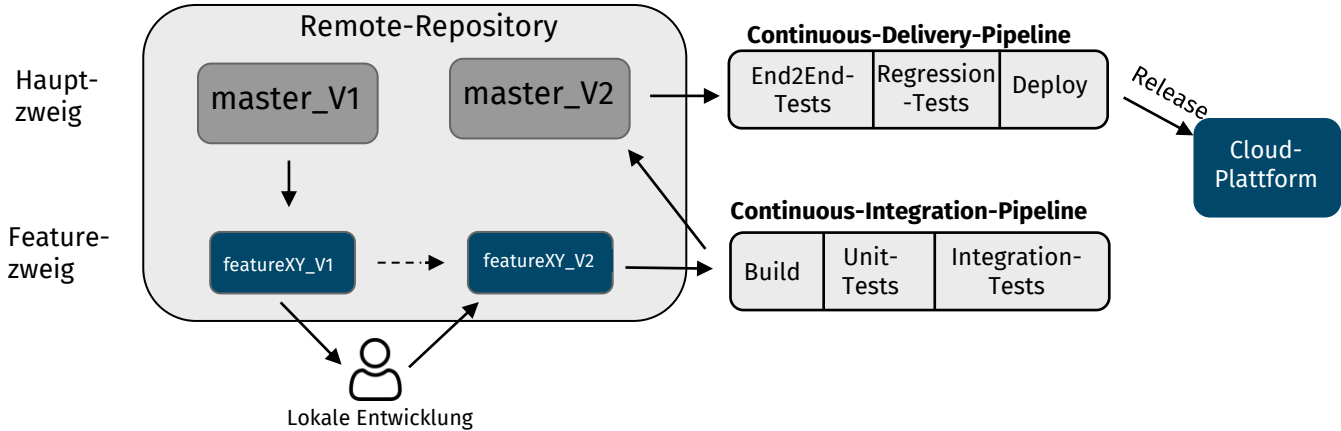 Remote-Repository
Continuous-Delivery-Pipeline
Haupt-
zweig
master_V1
master_V2
End2End-
Tests
Regression
-Tests
Deploy
Release
Cloud-
Plattform
Continuous-Integration-Pipeline
Feature-
zweig
featureXY_V1
featureXY_V2
Build
Unit-
Tests
Integration-
Tests
Lokale Entwicklung